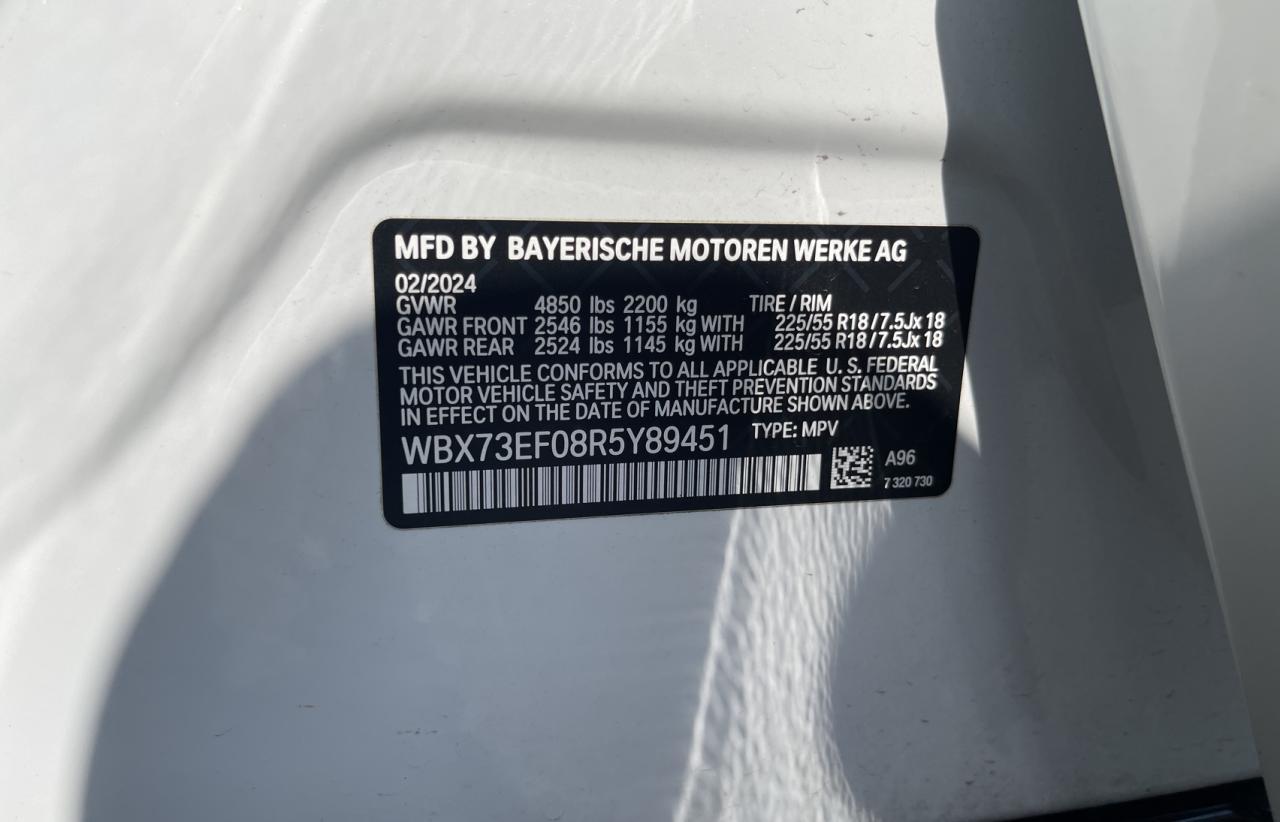 MFD BY BAYERISCHE MOTOREN WERKE AG
02/2024
GVWR 4850 lbs 2200 kg TIRE / RIM
GAWR FRONT 2546 lbs 1155 kg WITH 225/55 R18 / 7.5Jx 18
GAWR REAR 2524 lbs 1145 kg WITH 225/55 R18 / 7.5Jx 18
THIS VEHICLE CONFORMS TO ALL APPLICABLE U. S. FEDERAL
MOTOR VEHICLE SAFETY AND THEFT PREVENTION STANDARDS
IN EFFECT ON THE DATE OF MANUFACTURE SHOWN ABOVE.
WBX73EF08R5Y89451 TYPE: MPV
A96
7 320 730